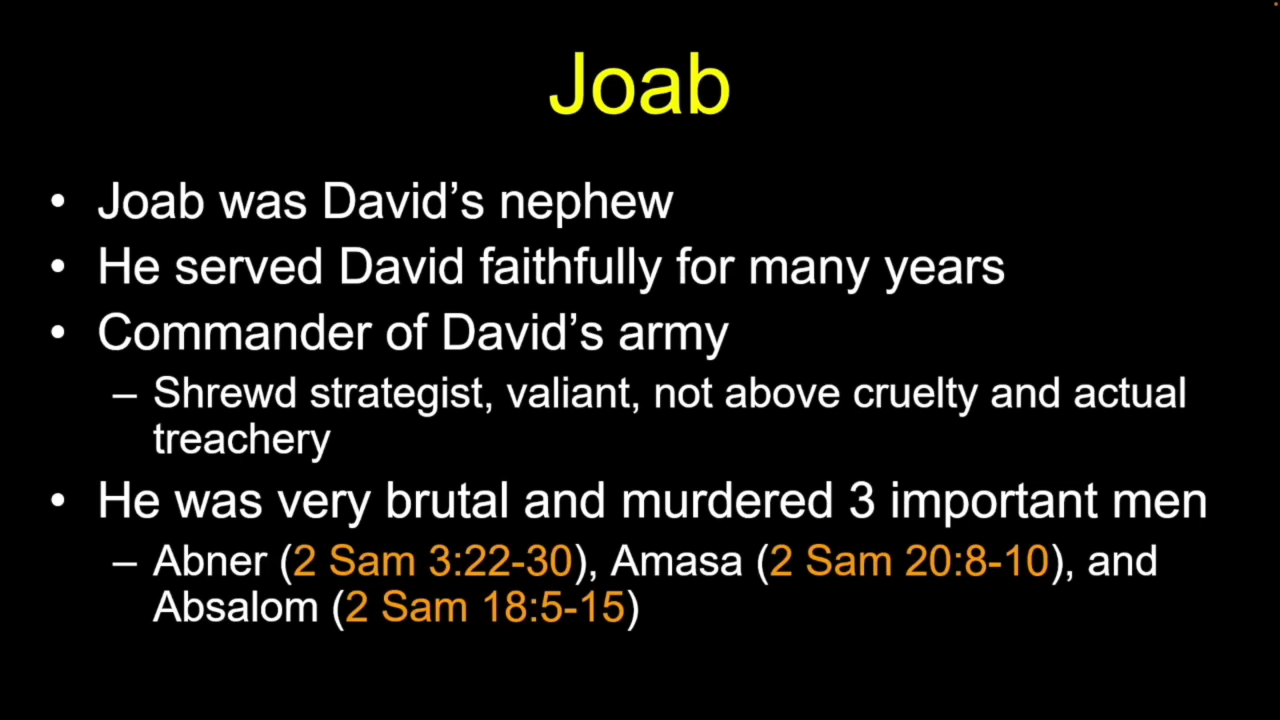 Joab
• Joab was David’s nephew
• He served David faithfully for many years
• Commander of David’s army
– Shrewd strategist, valiant, not above cruelty and actual
treachery
• He was very brutal and murdered 3 important men
– Abner (2 Sam 3:22-30), Amasa (2 Sam 20:8-10), and
Absalom (2 Sam 18:5-15)